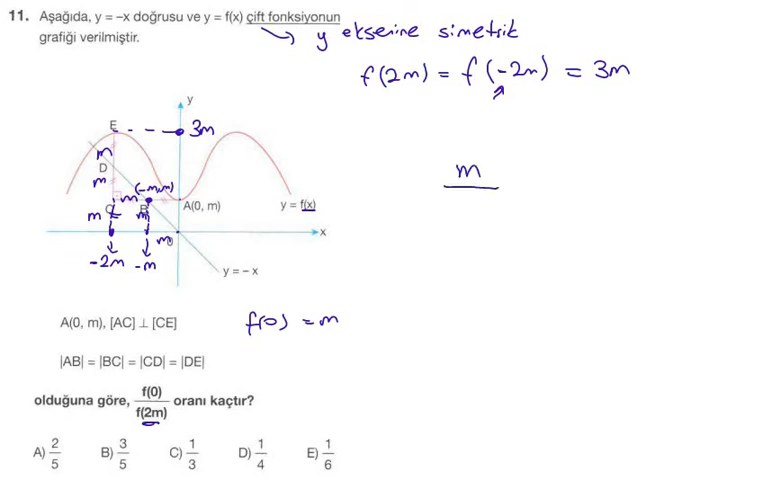 11. Aşağıda, y = –x doğrusu ve y = f(x) çift fonksiyonun
grafiği verilmiştir.
y eksenine simetrik
f(2m) = f(-2m) = 3m
y
E
3m
m
D
m
(-m,m)
m
C
B
A(0, m)
m
m
m
0
y = f(x)
x
-2m -m
y = – x
m
A(0, m), [AC] ⊥ [CE]
f(0) = m
|AB| = |BC| = |CD| = |DE|
olduğuna göre, f(0)/f(2m) oranı kaçtır?
A) 2/5 B) 3/5 C) 1/3 D) 1/4 E) 1/6